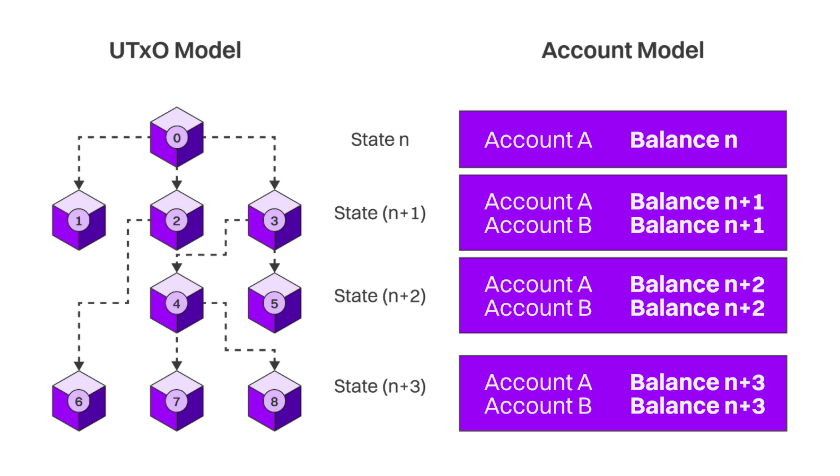 UTxO Model
Account Model
0
State n
Account A Balance n
1
2
3
State (n+1)
Account A Balance n+1
Account B Balance n+1
4
5
State (n+2)
Account A Balance n+2
Account B Balance n+2
6
7
8
State (n+3)
Account A Balance n+3
Account B Balance n+3